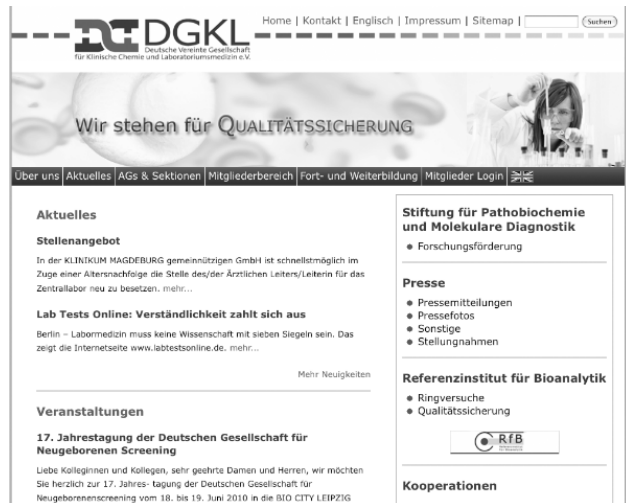 Home | Kontakt | Englisch | Impressum | Sitemap | Suchen
DGKL
Deutsche Vereinte Gesellschaft
für Klinische Chemie und Laboratoriumsmedizin e.V.
Wir stehen für QUALITÄTSSICHERUNG
Über uns | Aktuelles | AGs & Sektionen | Mitgliederbereich | Fort- und Weiterbildung | Mitglieder Login
Aktuelles
Stellenangebot
In der KLINIKUM MAGDEBURG gemeinnützigen GmbH ist schnellstmöglich im
Zuge einer Altersnachfolge die Stelle des/der Ärztlichen Leiters/Leiterin für das
Zentrallabor neu zu besetzen. mehr...
Lab Tests Online: Verständlichkeit zahlt sich aus
Berlin – Labormedizin muss keine Wissenschaft mit sieben Siegeln sein. Das
zeigt die Internetseite www.labtestsonline.de. mehr...
Mehr Neuigkeiten
Veranstaltungen
17. Jahrestagung der Deutschen Gesellschaft für
Neugeborenen Screening
Liebe Kolleginnen und Kollegen, sehr geehrte Damen und Herren, wir möchten
Sie herzlich zur 17. Jahres- tagung der Deutschen Gesellschaft für
Neugeborenenscreening vom 18. bis 19. Juni 2010 in die BIO CITY LEIPZIG
Stiftung für Pathobiochemie
und Molekulare Diagnostik
Forschungsförderung
Presse
Pressemitteilungen
Pressefotos
Sonstige
Stellungnahmen
Referenzinstitut für Bioanalytik
Ringversuche
Qualitätssicherung
RfB
Kooperationen